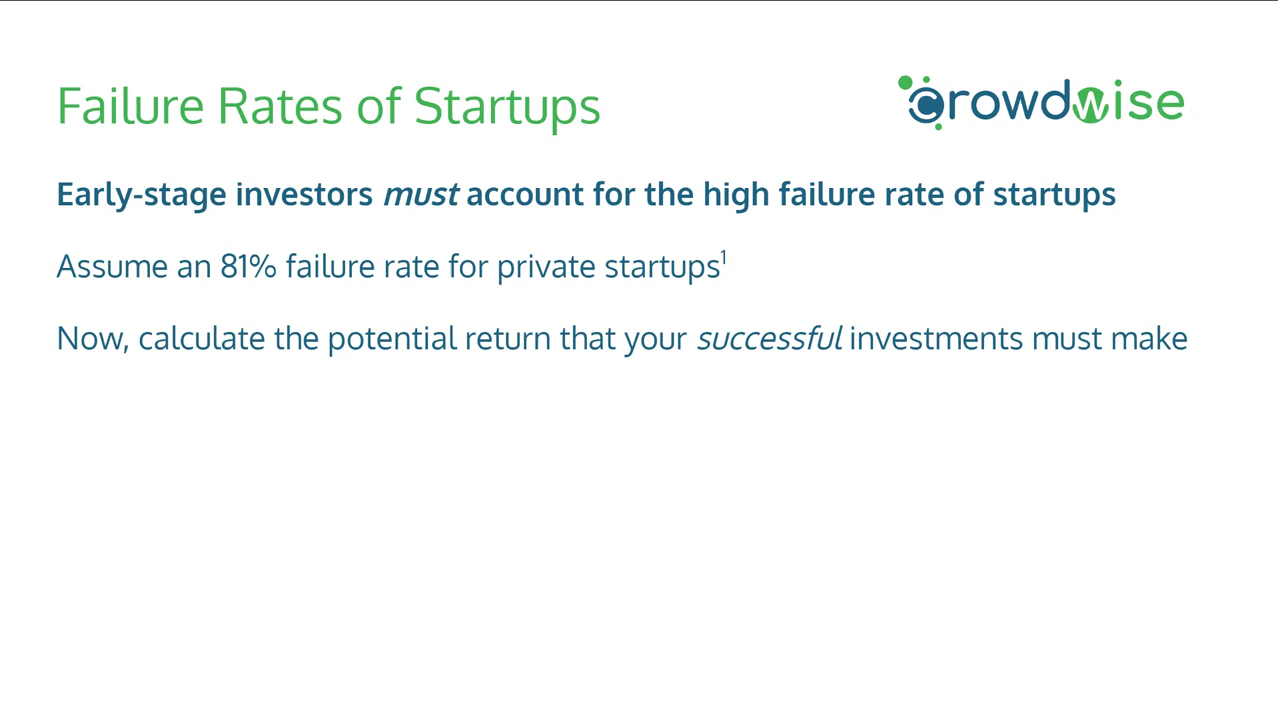 Failure Rates of Startups
crowdwise
Early-stage investors must account for the high failure rate of startups
Assume an 81% failure rate for private startups¹
Now, calculate the potential return that your successful investments must make